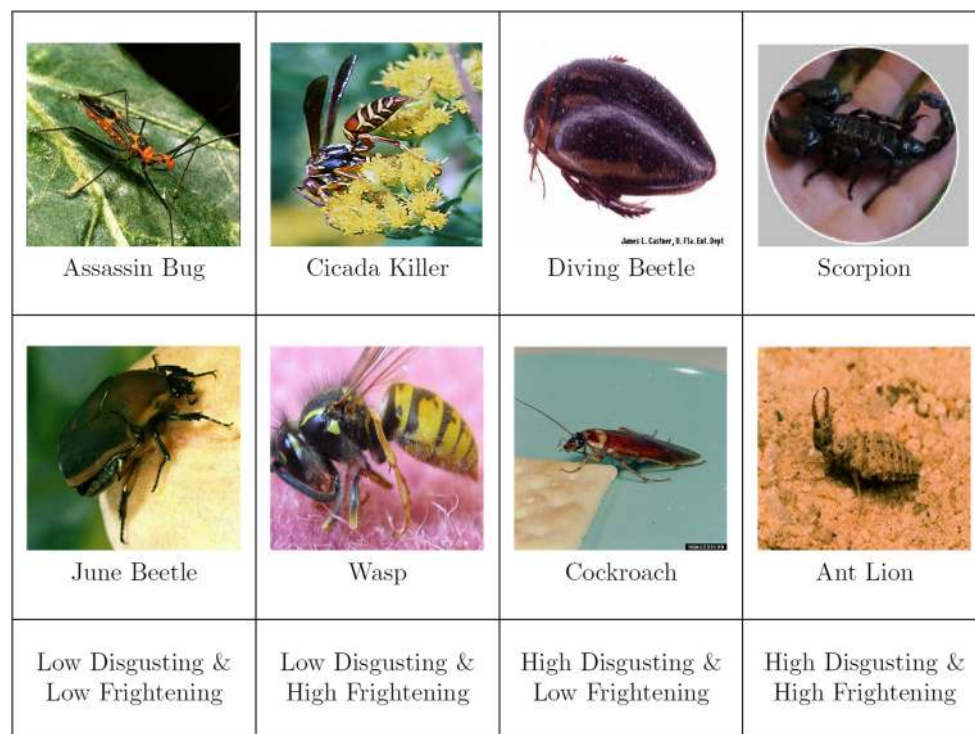 James L. Castner, U. Fla. Ent. Dept
Assassin Bug
Cicada Killer
Diving Beetle
Scorpion
June Beetle
Wasp
Cockroach
Ant Lion
Low Disgusting &
Low Frightening
Low Disgusting &
High Frightening
High Disgusting &
Low Frightening
High Disgusting &
High Frightening